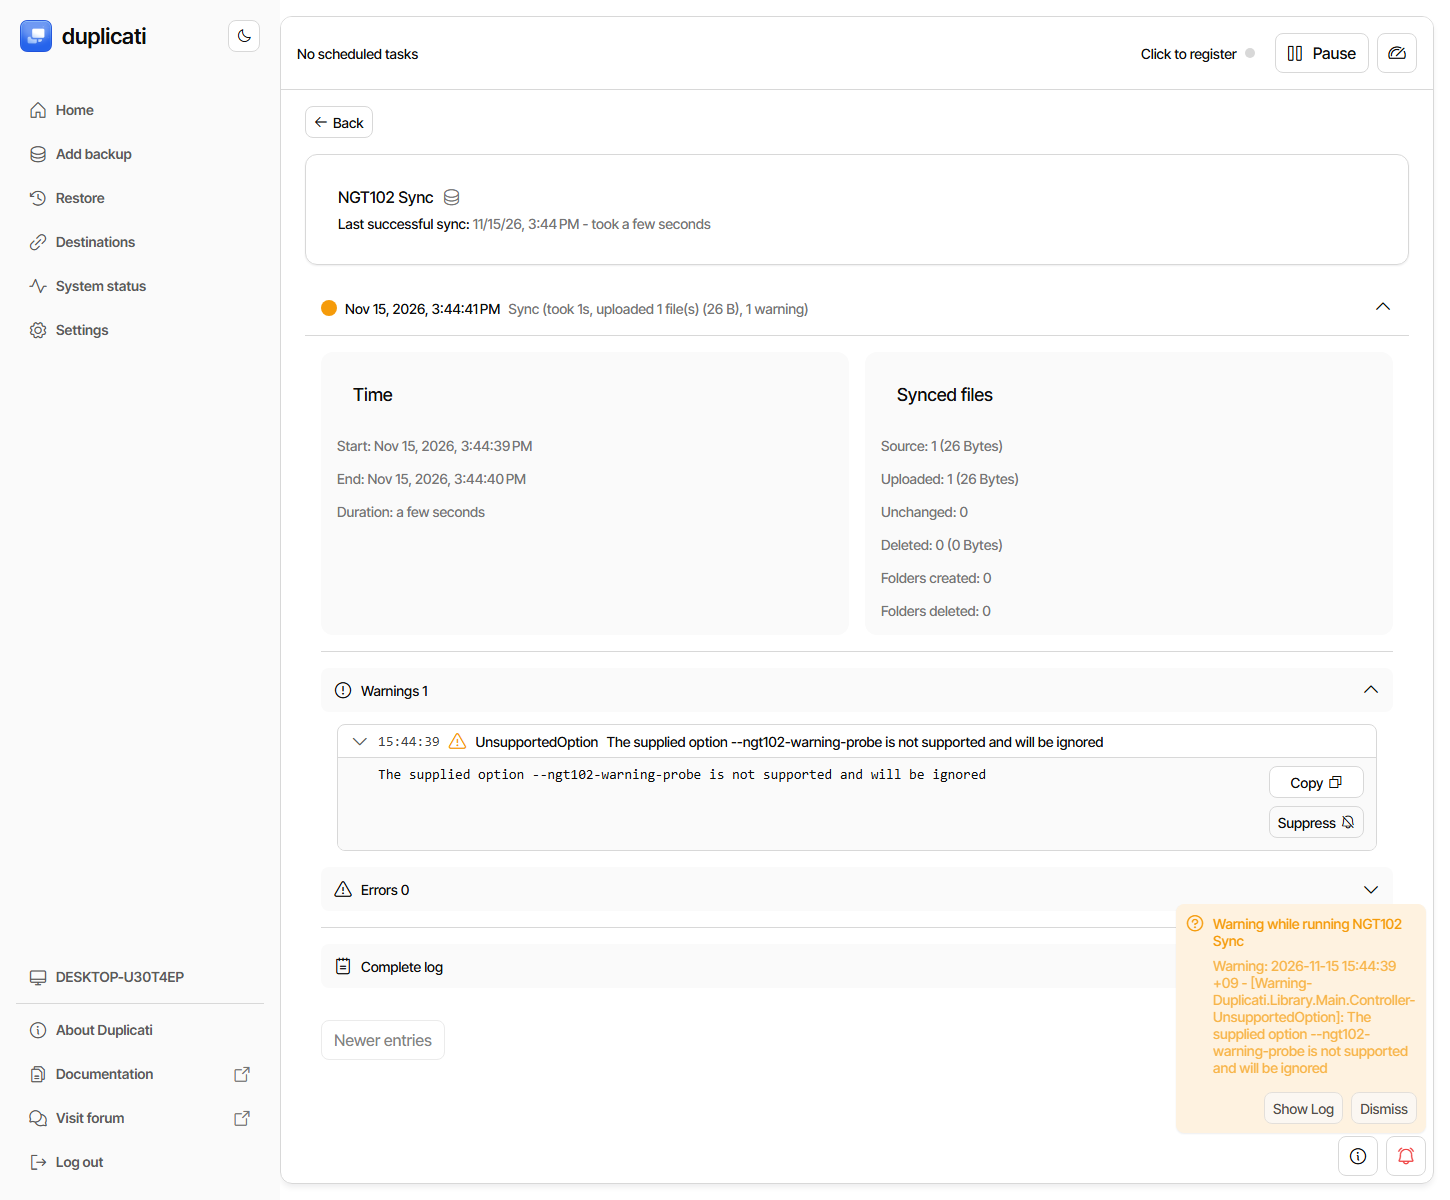 duplicati
Home
Add backup
Restore
Destinations
System status
Settings
DESKTOP-U30T4EP
About Duplicati
Documentation
Visit forum
Log out
No scheduled tasks
Click to register
Pause
Back
NGT102 Sync
Last successful sync: 11/15/26, 3:44 PM - took a few seconds
Nov 15, 2026, 3:44:41 PM Sync (took 1s, uploaded 1 file(s) (26 B), 1 warning)
Time
Start: Nov 15, 2026, 3:44:39 PM
End: Nov 15, 2026, 3:44:40 PM
Duration: a few seconds
Synced files
Source: 1 (26 Bytes)
Uploaded: 1 (26 Bytes)
Unchanged: 0
Deleted: 0 (0 Bytes)
Folders created: 0
Folders deleted: 0
Warnings 1
15:44:39 UnsupportedOption The supplied option --ngt102-warning-probe is not supported and will be ignored
The supplied option --ngt102-warning-probe is not supported and will be ignored
Copy
Suppress
Errors 0
Complete log
Newer entries
Warning while running NGT102
Sync
Warning: 2026-11-15 15:44:39
+09 - [Warning-
Duplicati.Library.Main.Controller-
UnsupportedOption]: The
supplied option --ngt102-
warning-probe is not supported
and will be ignored
Show Log
Dismiss